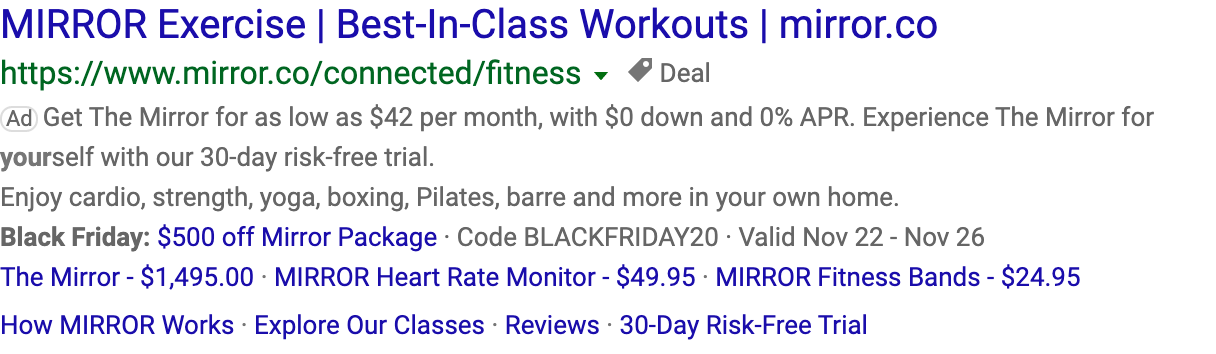 MIRROR Exercise | Best-In-Class Workouts | mirror.co
https://www.mirror.co/connected/fitness Deal
Ad Get The Mirror for as low as $42 per month, with $0 down and 0% APR. Experience The Mirror for
yourself with our 30-day risk-free trial.
Enjoy cardio, strength, yoga, boxing, Pilates, barre and more in your own home.
Black Friday: $500 off Mirror Package · Code BLACKFRIDAY20 · Valid Nov 22 - Nov 26
The Mirror - $1,495.00 · MIRROR Heart Rate Monitor - $49.95 · MIRROR Fitness Bands - $24.95
How MIRROR Works · Explore Our Classes · Reviews · 30-Day Risk-Free Trial